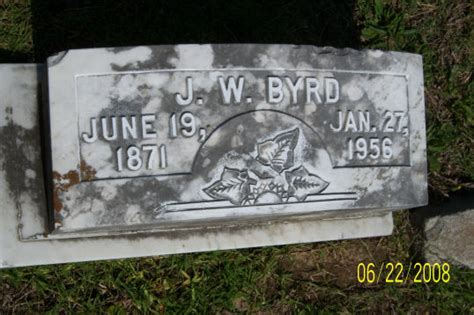 J. W. BYRD
JUNE 19,
1871
JAN. 27,
1956
06/22/2008